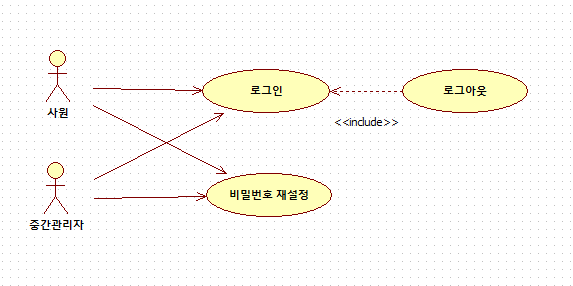 로그인
로그아웃
사원
<<include>>
비밀번호 재설정
중간관리자